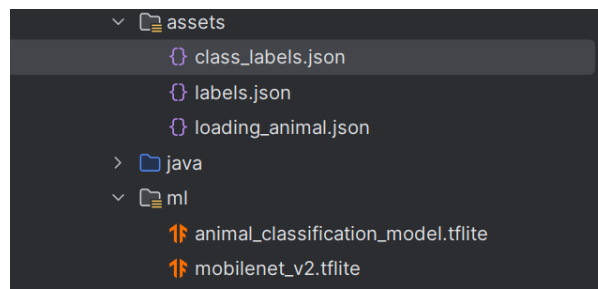 assets
class_labels.json
labels.json
loading_animal.json
java
ml
animal_classification_model.tflite
mobilenet_v2.tflite